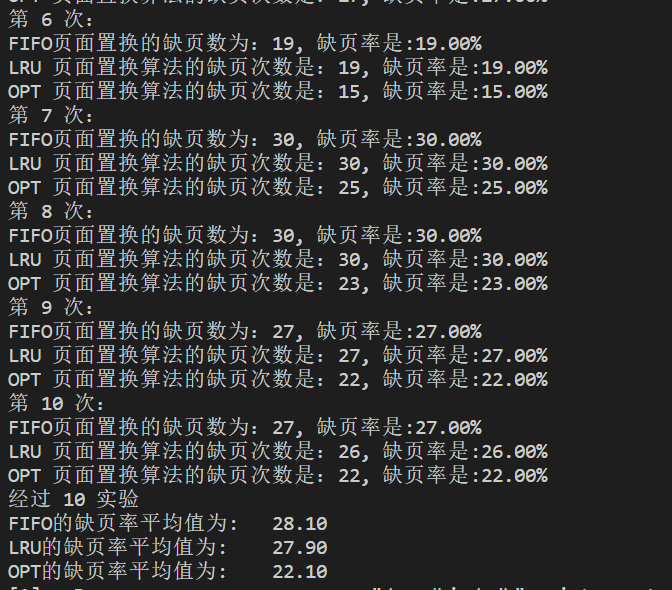 第 6 次:
FIFO页面置换的缺页数为: 19, 缺页率是:19.00%
LRU 页面置换算法的缺页次数是: 19, 缺页率是:19.00%
OPT 页面置换算法的缺页次数是: 15, 缺页率是:15.00%
第 7 次:
FIFO页面置换的缺页数为: 30, 缺页率是:30.00%
LRU 页面置换算法的缺页次数是: 30, 缺页率是:30.00%
OPT 页面置换算法的缺页次数是: 25, 缺页率是:25.00%
第 8 次:
FIFO页面置换的缺页数为: 30, 缺页率是:30.00%
LRU 页面置换算法的缺页次数是: 30, 缺页率是:30.00%
OPT 页面置换算法的缺页次数是: 23, 缺页率是:23.00%
第 9 次:
FIFO页面置换的缺页数为: 27, 缺页率是:27.00%
LRU 页面置换算法的缺页次数是: 27, 缺页率是:27.00%
OPT 页面置换算法的缺页次数是: 22, 缺页率是:22.00%
第 10 次:
FIFO页面置换的缺页数为: 27, 缺页率是:27.00%
LRU 页面置换算法的缺页次数是: 26, 缺页率是:26.00%
OPT 页面置换算法的缺页次数是: 22, 缺页率是:22.00%
经过 10 实验
FIFO的缺页率平均值为: 28.10
LRU的缺页率平均值为: 27.90
OPT的缺页率平均值为: 22.10